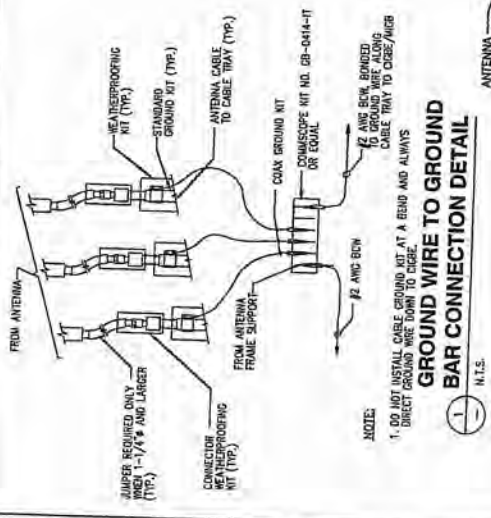 FROM ANTENNA
WEATHERPROOFING
KIT (TYP.)
STANDARD
GROUND KIT (TYP.)
ANTENNA CABLE
TO CABLE TRAY (TYP.)
JUMPER REQUIRED ONLY
WHEN 1-1/4"ø AND LARGER
(TYP.)
CONNECTOR
WEATHERPROOFING
KIT (TYP.)
COAX GROUND KIT
COMMSCOPE KIT NO. GB-0414-IT
OR EQUAL
FROM ANTENNA
FRAME SUPPORT
#2 AWG BCW
#2 AWG BCW, BONDED
TO GROUND WIRE ALONG
CABLE TRAY TO CIGBE/MIGB
NOTE:
1. DO NOT INSTALL CABLE GROUND KIT AT A BEND AND ALWAYS
DIRECT GROUND WIRE DOWN TO CIGBE.
1
GROUND WIRE TO GROUND
BAR CONNECTION DETAIL
N.T.S.
ANTENNA